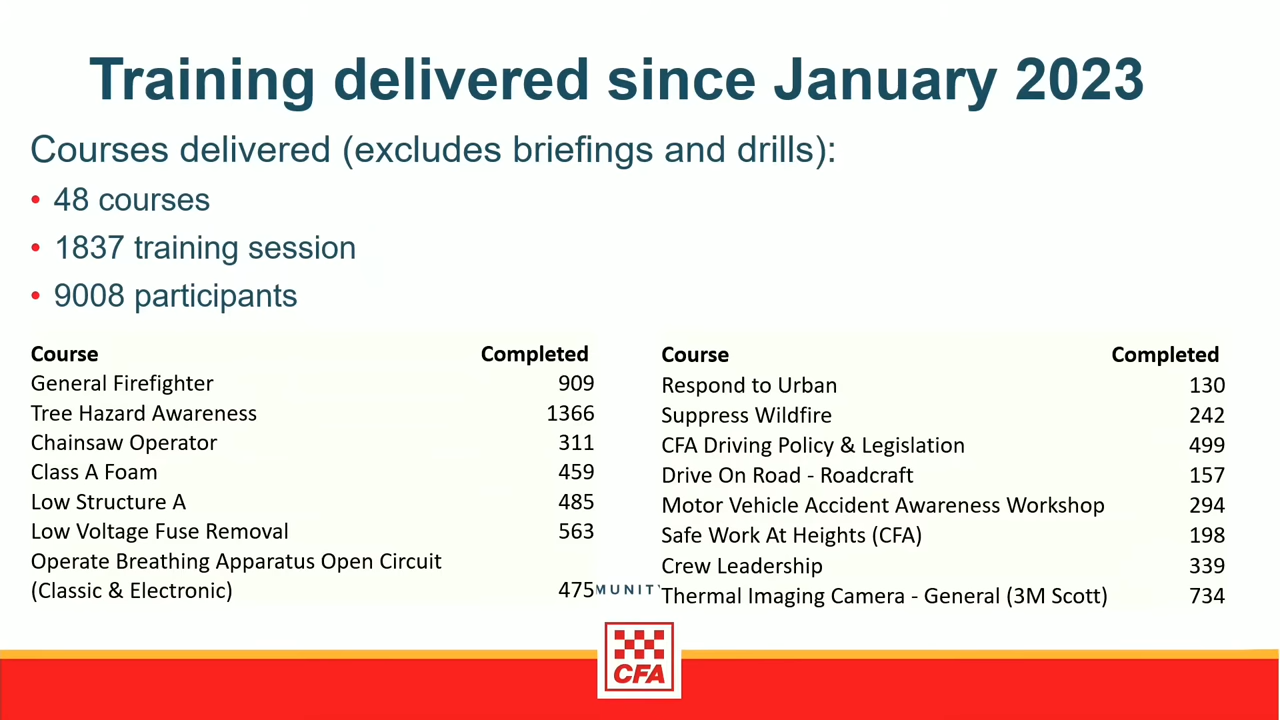 Training delivered since January 2023
Courses delivered (excludes briefings and drills):
• 48 courses
• 1837 training session
• 9008 participants
Course Completed
General Firefighter 909
Tree Hazard Awareness 1366
Chainsaw Operator 311
Class A Foam 459
Low Structure A 485
Low Voltage Fuse Removal 563
Operate Breathing Apparatus Open Circuit
(Classic & Electronic) 475
Course Completed
Respond to Urban 130
Suppress Wildfire 242
CFA Driving Policy & Legislation 499
Drive On Road - Roadcraft 157
Motor Vehicle Accident Awareness Workshop 294
Safe Work At Heights (CFA) 198
Crew Leadership 339
Thermal Imaging Camera - General (3M Scott) 734
CFA